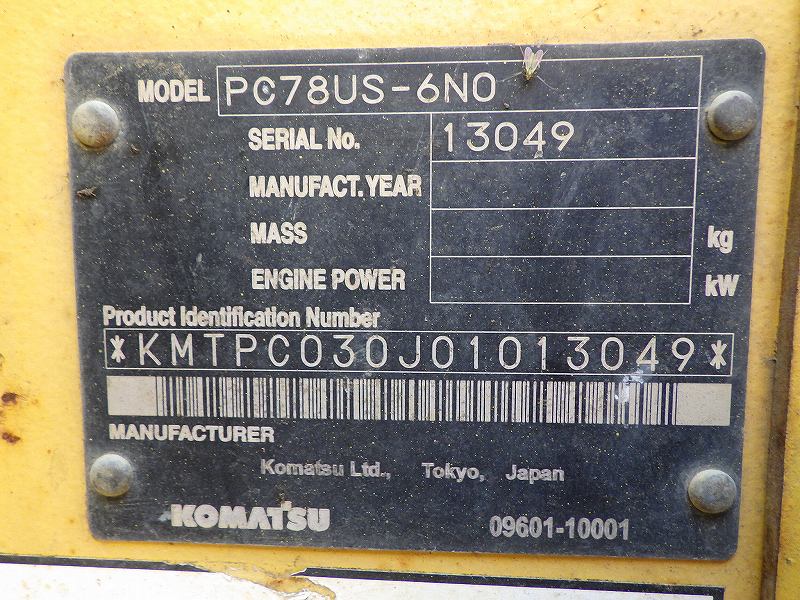 MODEL PC78US-6N0
SERIAL No. 13049
MANUFACT. YEAR
MASS kg
ENGINE POWER kW
Product Identification Number
*KMTPC030J01013049*
MANUFACTURER
Komatsu Ltd., Tokyo, Japan
KOMATSU 09601-10001